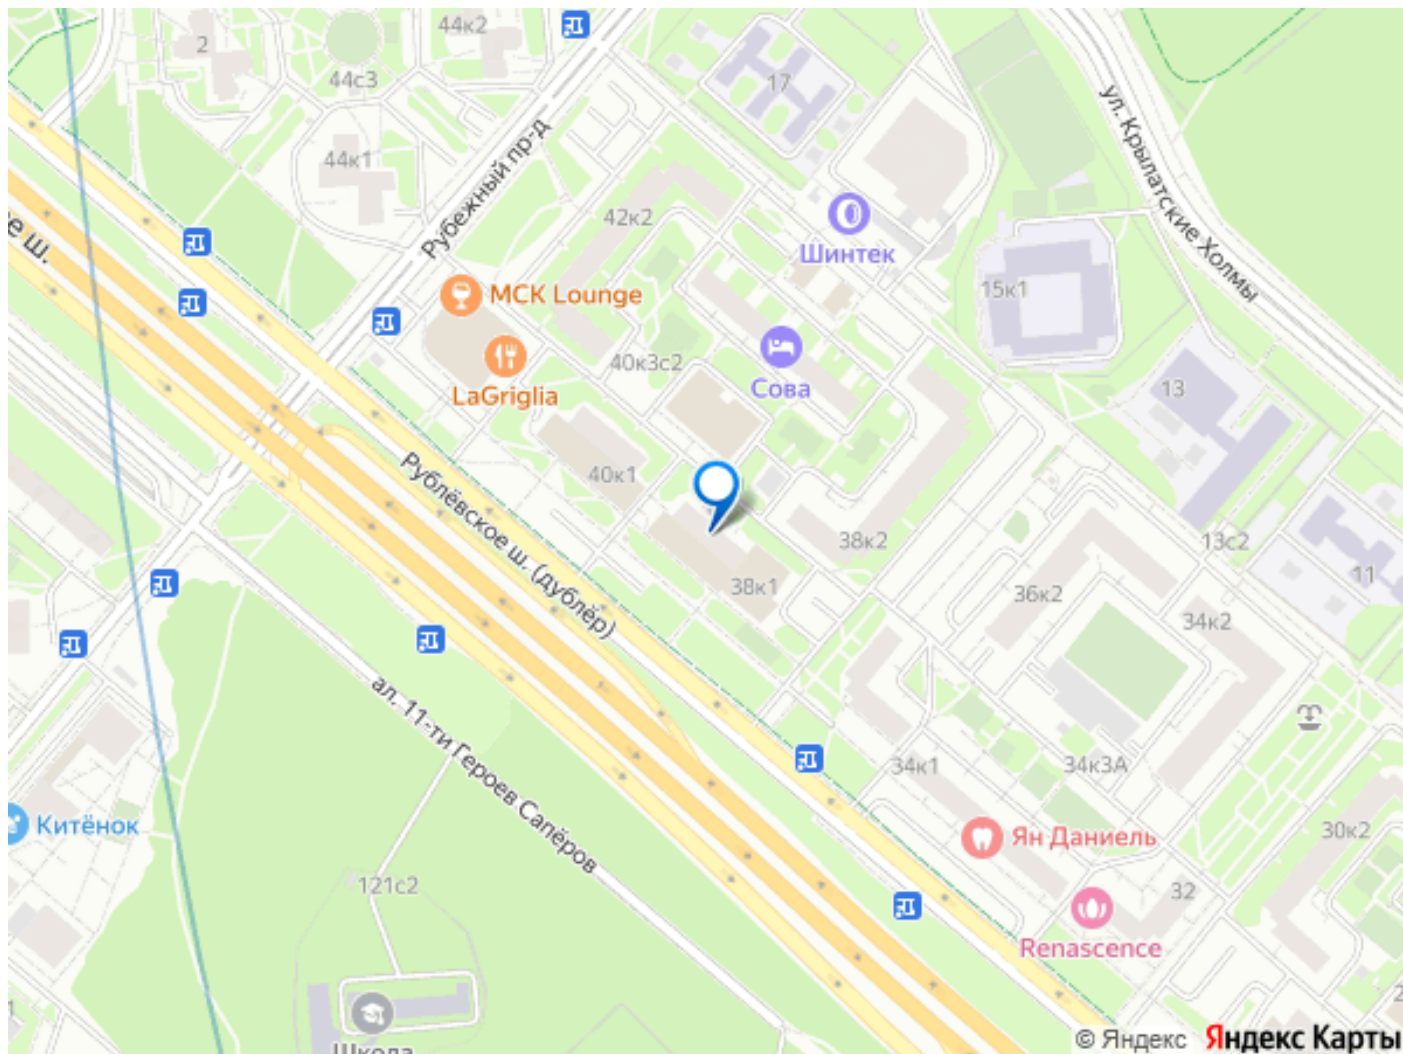 44к2
2
44с3
17
ул. Крылатские Холмы
44к1
Рубежный пр-д
42к2
е ш.
Шинтек
15к1
MCK Lounge
40к3с2
Сова
13
LaGriglia
40к1
Рублёвское ш. (дублёр)
38к2
13с2
38к1
36к2
11
34к2
ал. 11-ти Героев Сапёров
34к1
34к3А
Китёнок
Ян Даниель
30к2
121с2
32
Renascence
Школа
© Яндекс
Яндекс Карты